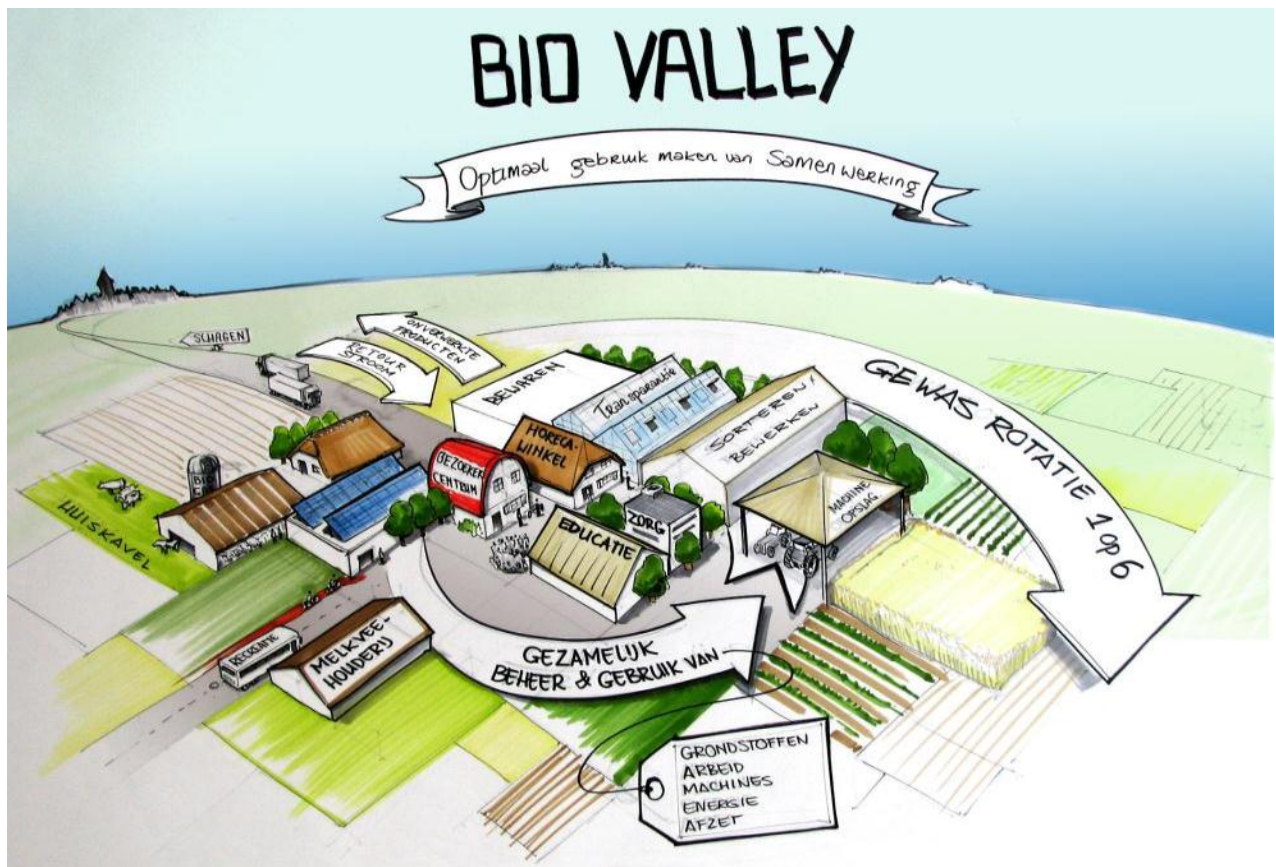 BIO VALLEY
Optimaal gebruik maken van Samenwerking
SCHAGEN
ONVERWERKTE
PRODUCTEN
RETOUR
STROOM
BEWAREN
Transparantie
SORTEREN /
BEWERKEN
GEWAS ROTATIE 1 op 6
HORECA-
WINKEL
BEZOEKER
CENTRUM
BIO
HUISKAVEL
ZORG
EDUCATIE
MACHINE
OPSLAG
RECREATIE
MELKVEE-
HOUDERIJ
GEZAMELIJK
BEHEER & GEBRUIK VAN
GRONDSTOFFEN
ARBEID
MACHINES
ENERGIE
AFZET